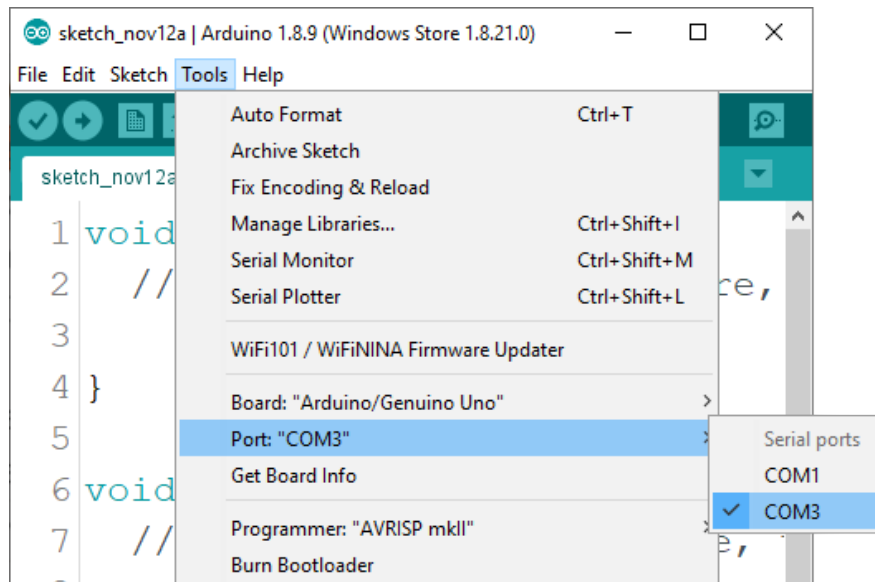 sketch_nov12a | Arduino 1.8.9 (Windows Store 1.8.21.0)
File Edit Sketch Tools Help
Auto Format Ctrl+T
Archive Sketch
sketch_nov12a
Fix Encoding & Reload
1 void
Manage Libraries... Ctrl+Shift+I
Serial Monitor Ctrl+Shift+M
2 // re,
Serial Plotter Ctrl+Shift+L
3
WiFi101 / WiFiNINA Firmware Updater
4 }
Board: "Arduino/Genuino Uno"
5
Port: "COM3"
Serial ports
Get Board Info
COM1
6 void
COM3
7 //
Programmer: "AVRISP mkII"
Burn Bootloader